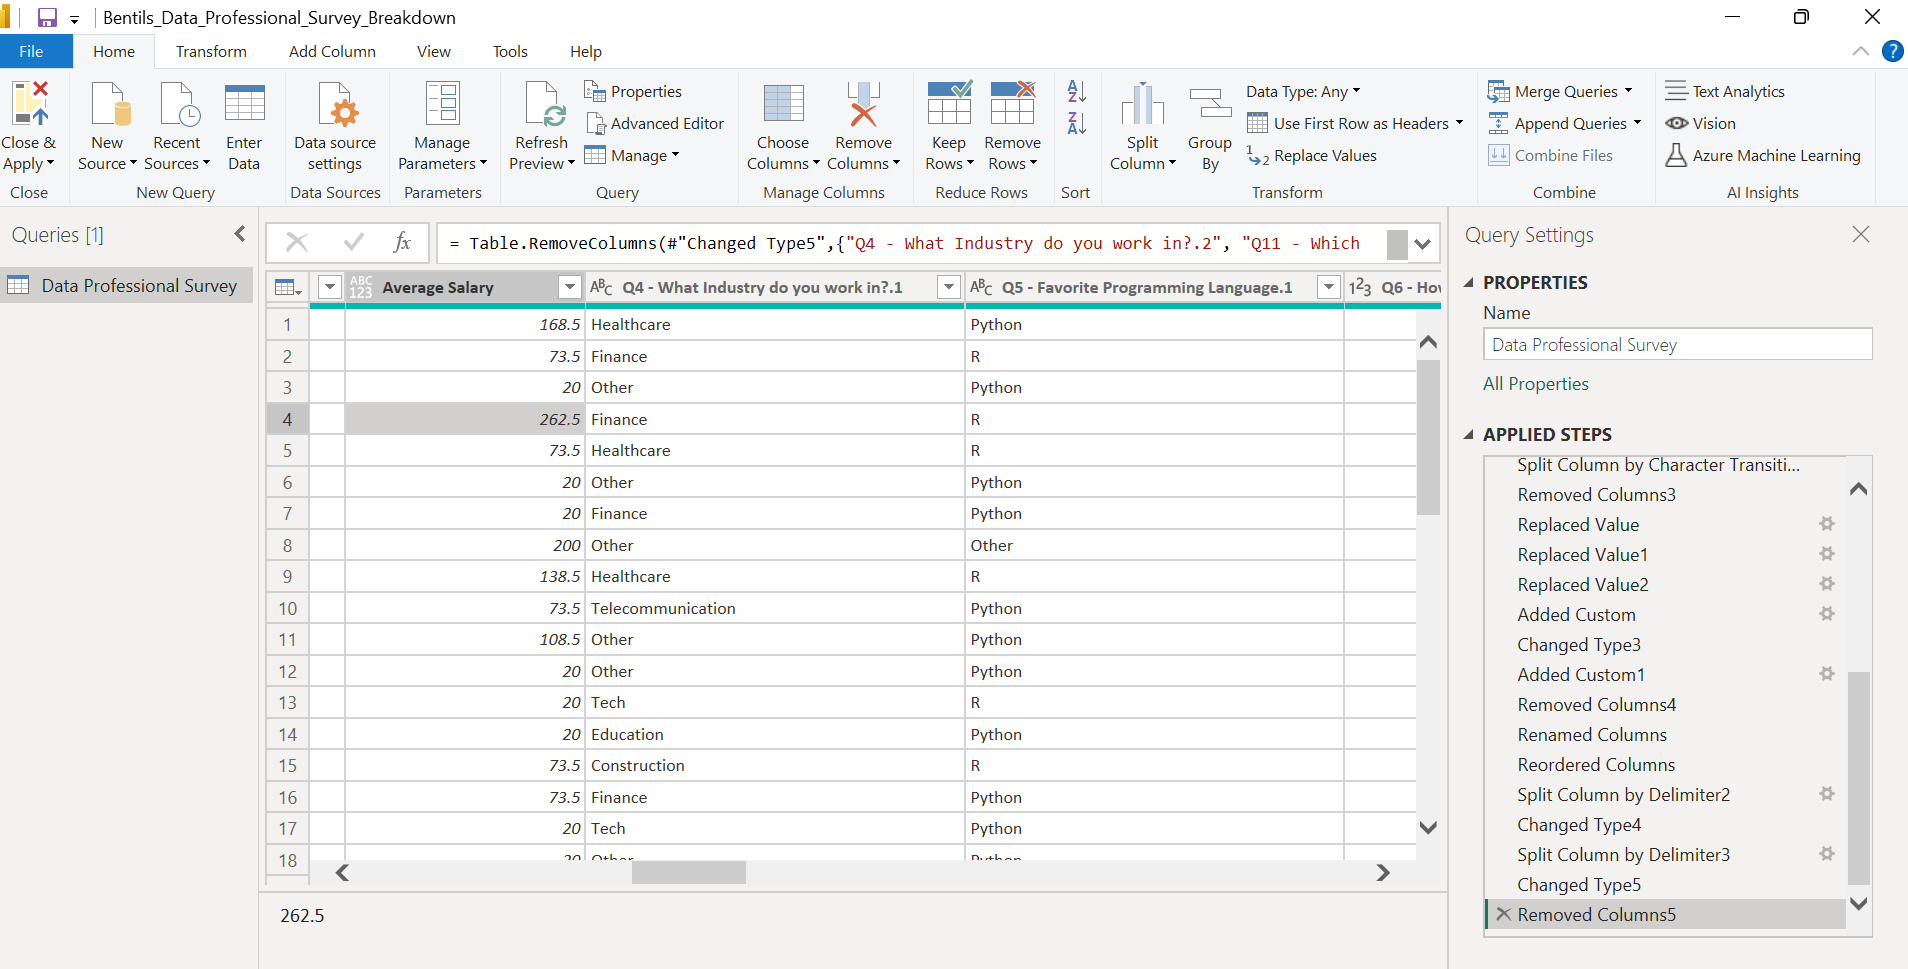 Bentils_Data_Professional_Survey_Breakdown
File Home Transform Add Column View Tools Help
Close & Apply
Close
New Source
Recent Sources
Enter Data
New Query
Data source settings
Data Sources
Manage Parameters
Parameters
Refresh Preview
Properties
Advanced Editor
Manage
Query
Choose Columns
Remove Columns
Manage Columns
Keep Rows
Remove Rows
Reduce Rows
Sort
Split Column
Group By
Data Type: Any
Use First Row as Headers
Replace Values
Transform
Merge Queries
Append Queries
Combine Files
Combine
Text Analytics
Vision
Azure Machine Learning
AI Insights
Queries [1]
Data Professional Survey
fx = Table.RemoveColumns(#"Changed Type5",{"Q4 - What Industry do you work in?.2", "Q11 - Which
ABC 123 Average Salary ABC Q4 - What Industry do you work in?.1 ABC Q5 - Favorite Programming Language.1 123 Q6 - How
1 168.5 Healthcare Python
2 73.5 Finance R
3 20 Other Python
4 262.5 Finance R
5 73.5 Healthcare R
6 20 Other Python
7 20 Finance Python
8 200 Other Other
9 138.5 Healthcare R
10 73.5 Telecommunication Python
11 108.5 Other Python
12 20 Other Python
13 20 Tech R
14 20 Education Python
15 73.5 Construction R
16 73.5 Finance Python
17 20 Tech Python
18 20 Other Python
262.5
Query Settings
PROPERTIES
Name
Data Professional Survey
All Properties
APPLIED STEPS
Split Column by Character Transiti...
Removed Columns3
Replaced Value
Replaced Value1
Replaced Value2
Added Custom
Changed Type3
Added Custom1
Removed Columns4
Renamed Columns
Reordered Columns
Split Column by Delimiter2
Changed Type4
Split Column by Delimiter3
Changed Type5
Removed Columns5